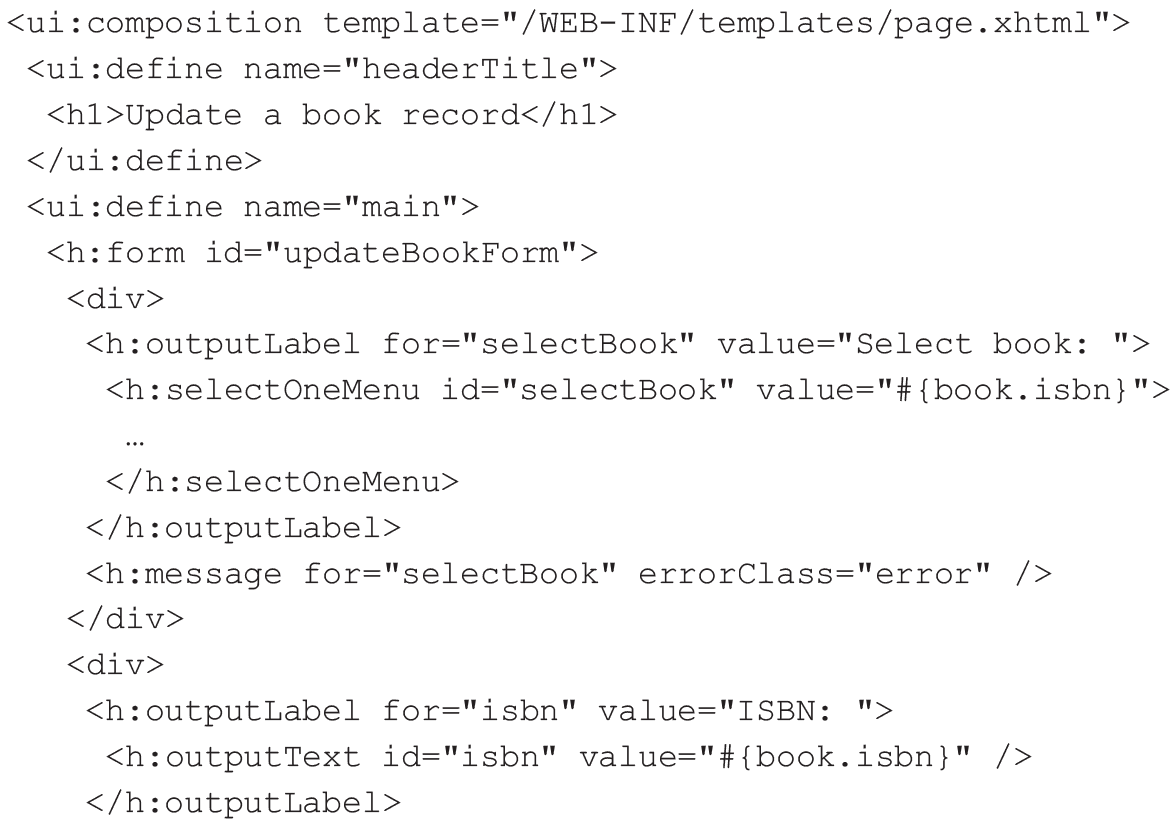 <ui:composition template="/WEB-INF/templates/page.xhtml">
 <ui:define name="headerTitle">
  <h1>Update a book record</h1>
 </ui:define>
 <ui:define name="main">
  <h:form id="updateBookForm">
   <div>
    <h:outputLabel for="selectBook" value="Select book: ">
     <h:selectOneMenu id="selectBook" value="#{book.isbn}">
      …
     </h:selectOneMenu>
    </h:outputLabel>
    <h:message for="selectBook" errorClass="error" />
   </div>
   <div>
    <h:outputLabel for="isbn" value="ISBN: ">
     <h:outputText id="isbn" value="#{book.isbn}" />
    </h:outputLabel>